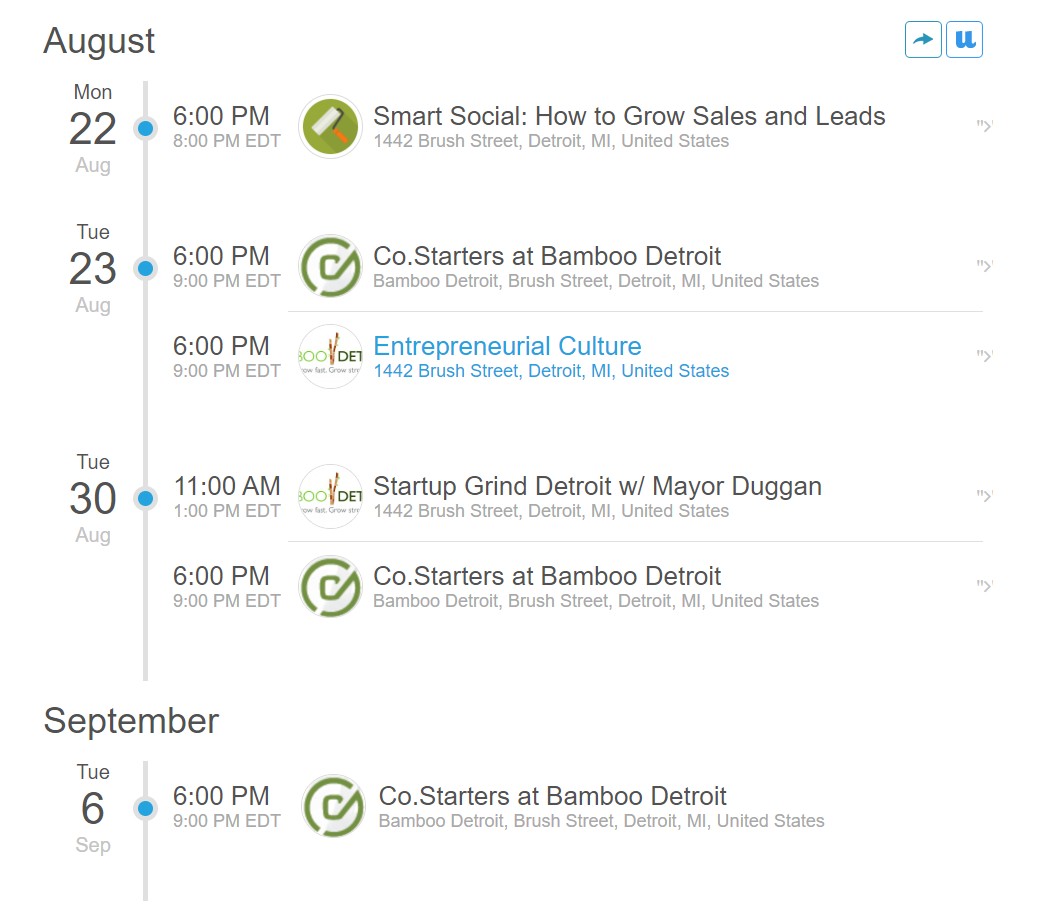 August
Mon
22
Aug
6:00 PM
8:00 PM EDT
Smart Social: How to Grow Sales and Leads
1442 Brush Street, Detroit, MI, United States
">'
Tue
23
Aug
6:00 PM
9:00 PM EDT
Co.Starters at Bamboo Detroit
Bamboo Detroit, Brush Street, Detroit, MI, United States
">'
6:00 PM
9:00 PM EDT
BOO DET
ow fast. Grow stro
Entrepreneurial Culture
1442 Brush Street, Detroit, MI, United States
">'
Tue
30
Aug
11:00 AM
1:00 PM EDT
BOO DET
ow fast. Grow stro
Startup Grind Detroit w/ Mayor Duggan
1442 Brush Street, Detroit, MI, United States
">'
6:00 PM
9:00 PM EDT
Co.Starters at Bamboo Detroit
Bamboo Detroit, Brush Street, Detroit, MI, United States
">'
September
Tue
6
Sep
6:00 PM
9:00 PM EDT
Co.Starters at Bamboo Detroit
Bamboo Detroit, Brush Street, Detroit, MI, United States